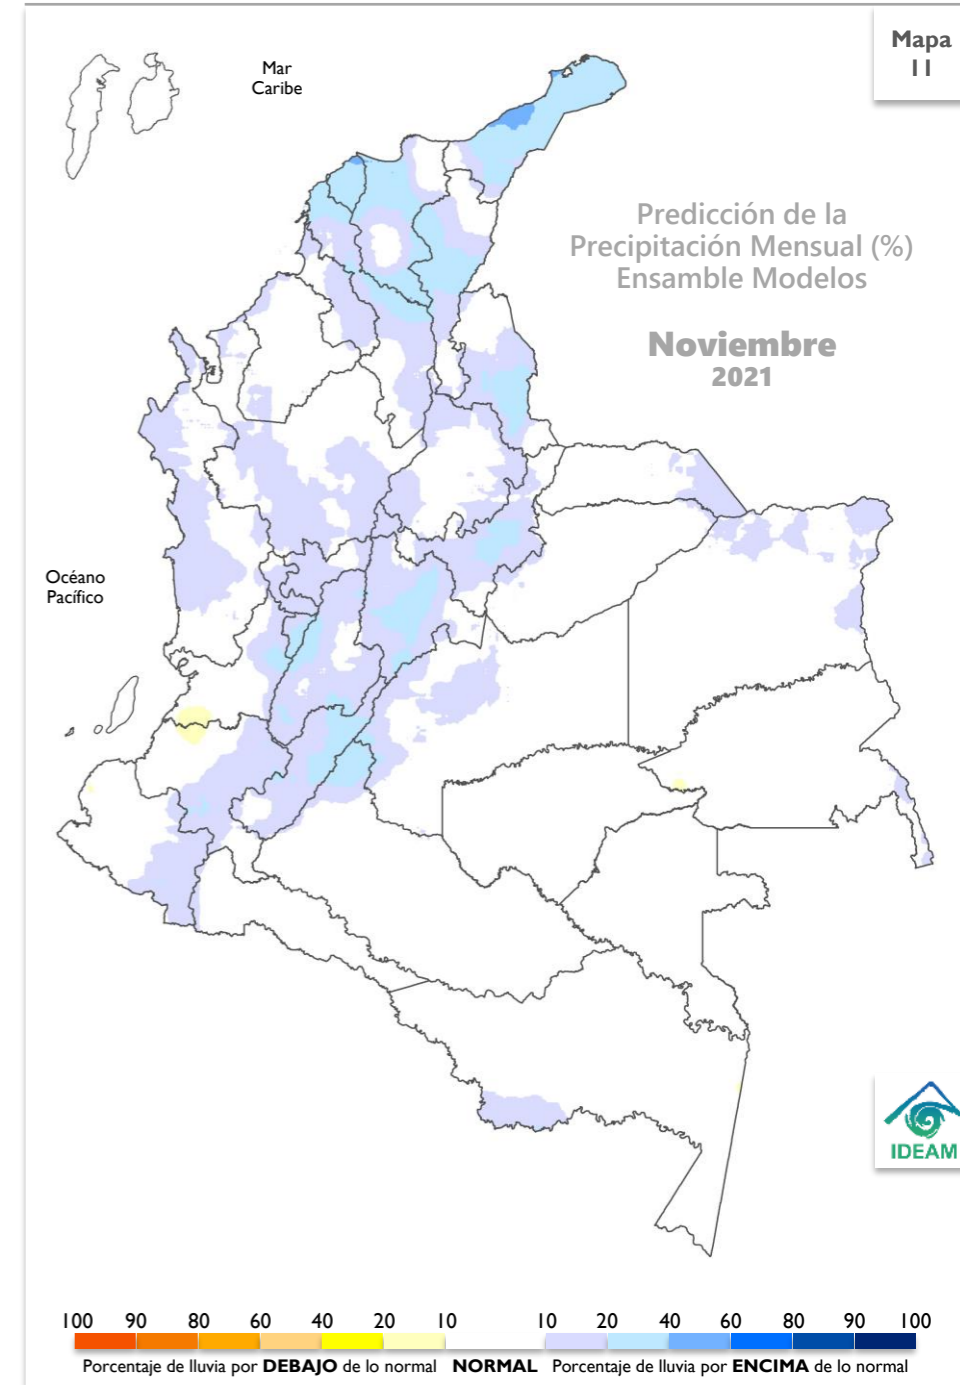 Mapa
11
Mar
Caribe
Predicción de la
Precipitación Mensual (%)
Ensamble Modelos
Noviembre
2021
Océano
Pacífico
IDEAM
100 90 80 60 40 20 10 10 20 40 60 80 90 100
Porcentaje de lluvia por DEBAJO de lo normal NORMAL Porcentaje de lluvia por ENCIMA de lo normal